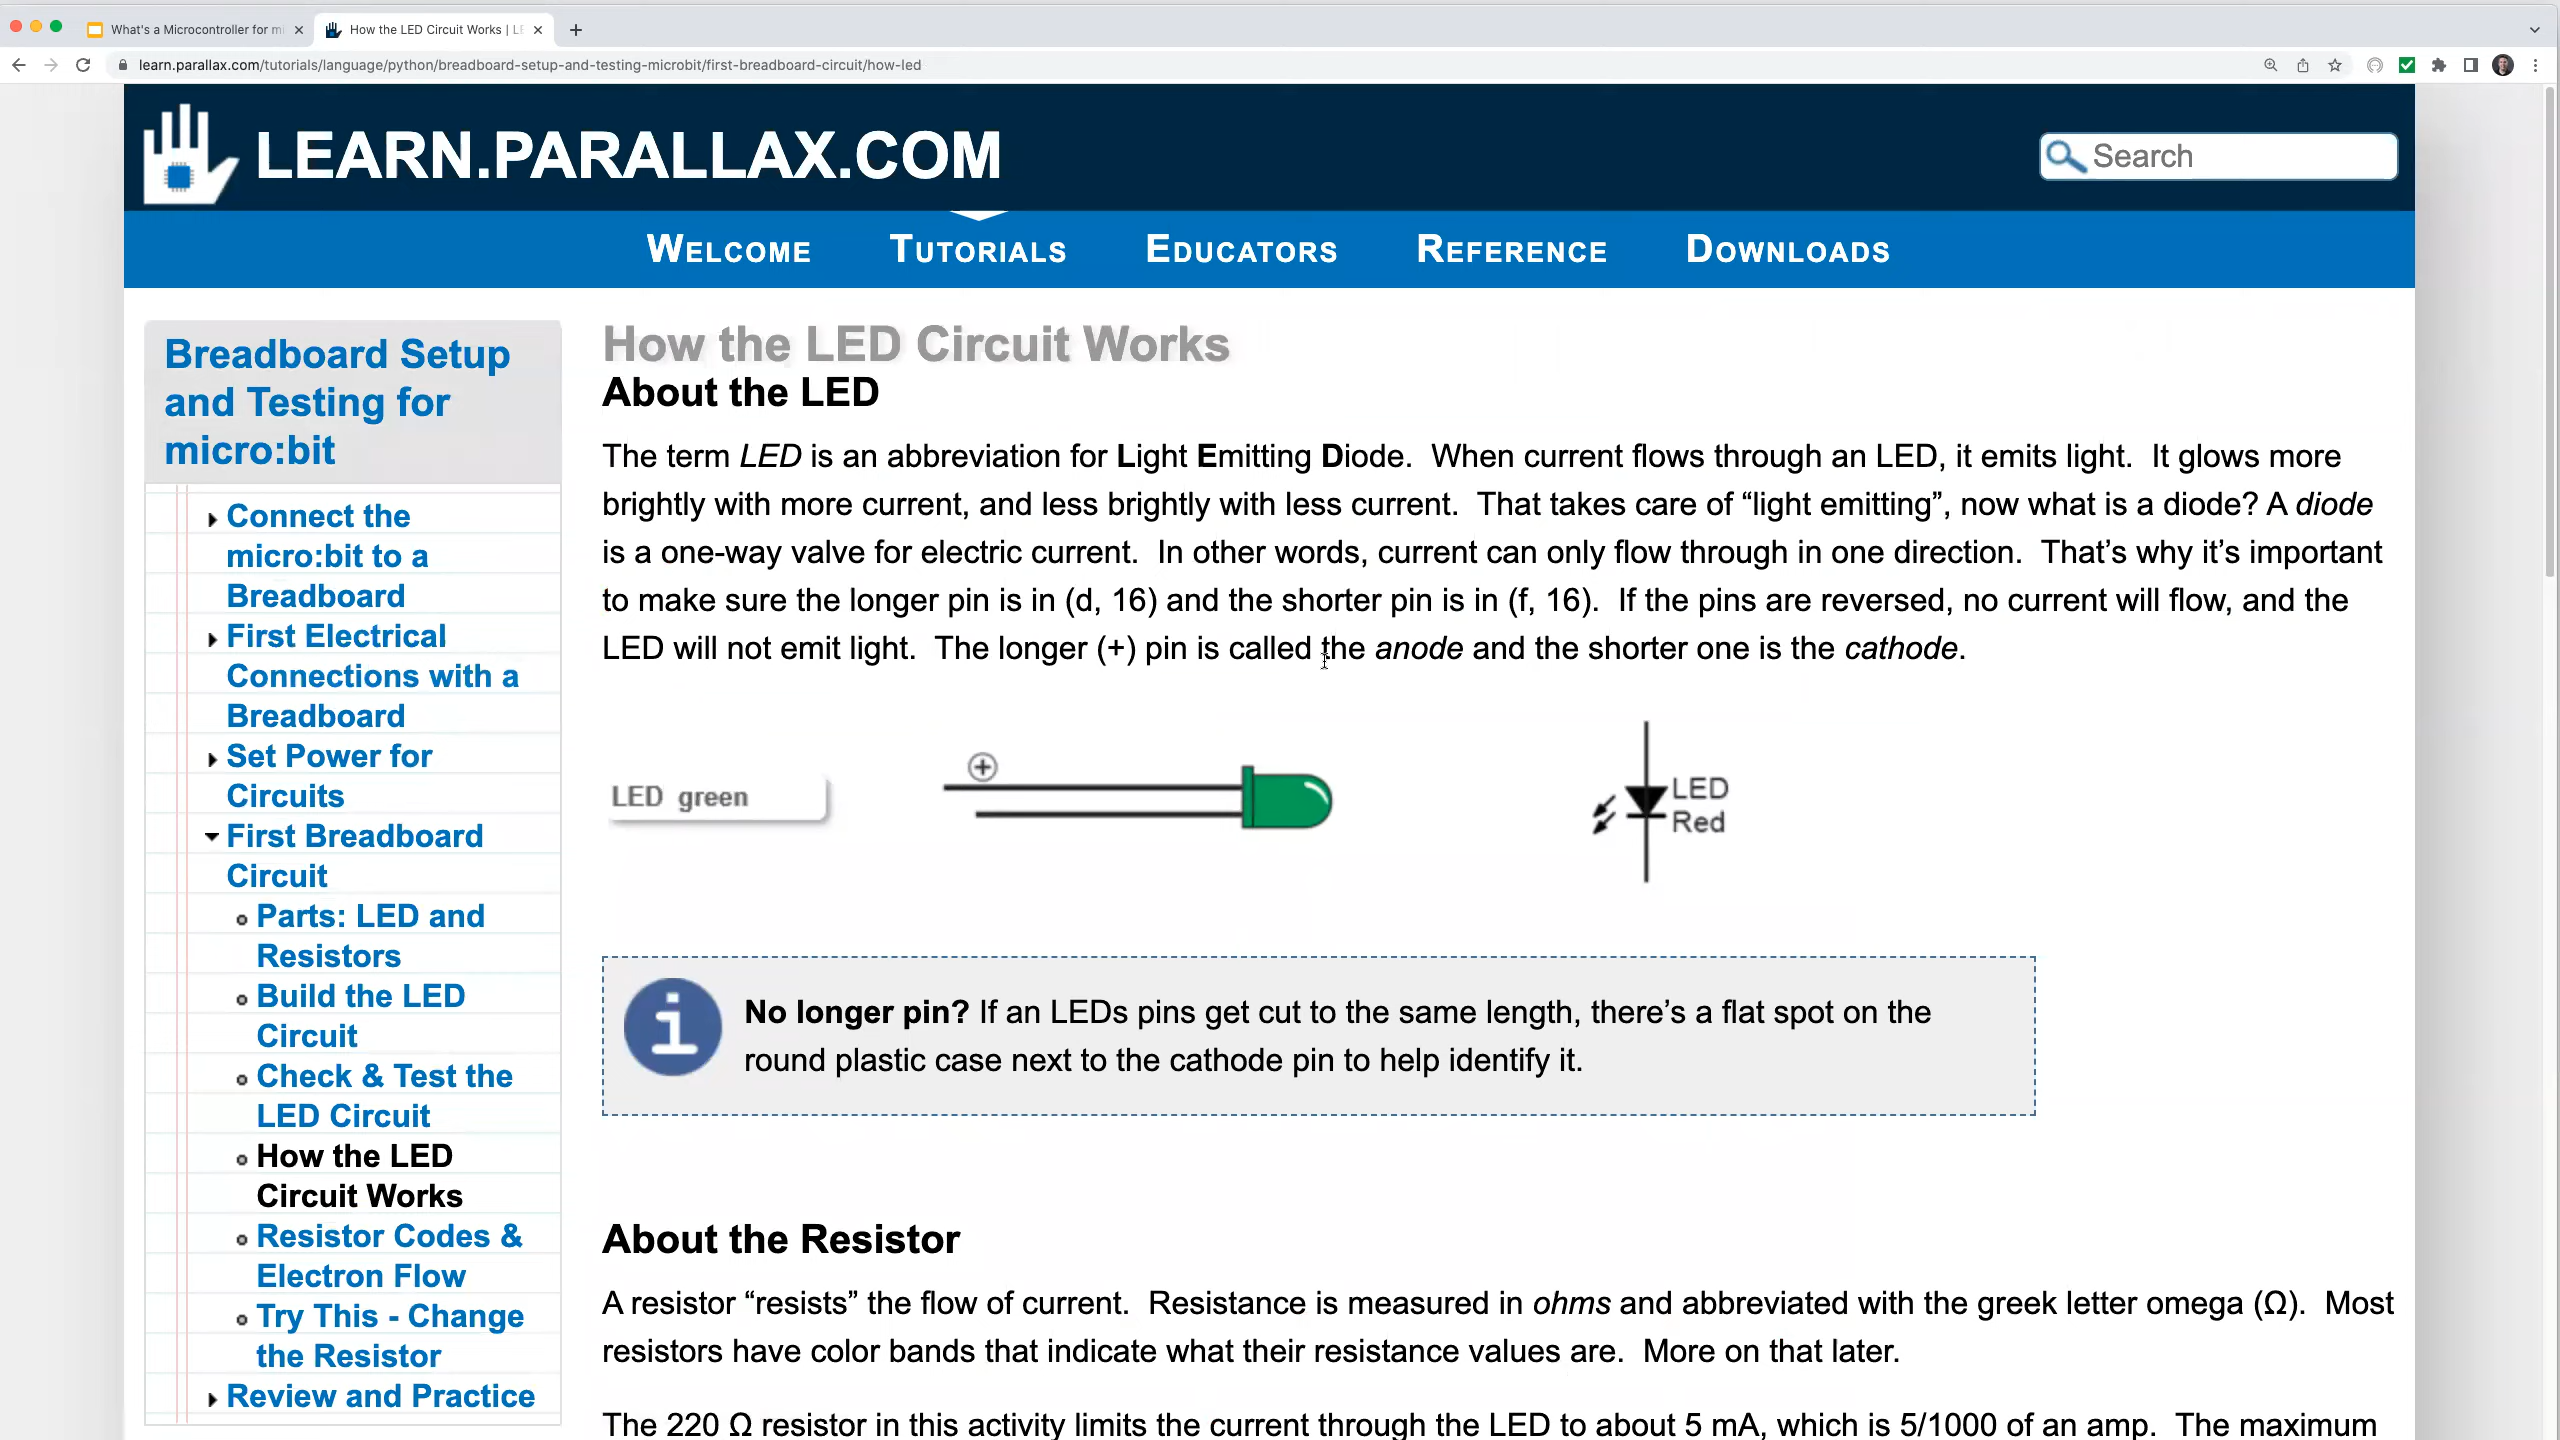 What's a Microcontroller for mi
How the LED Circuit Works | LE
learn.parallax.com/tutorials/language/python/breadboard-setup-and-testing-microbit/first-breadboard-circuit/how-led
LEARN.PARALLAX.COM
Search
WELCOME TUTORIALS EDUCATORS REFERENCE DOWNLOADS
Breadboard Setup
and Testing for
micro:bit
Connect the
micro:bit to a
Breadboard
First Electrical
Connections with a
Breadboard
Set Power for
Circuits
First Breadboard
Circuit
Parts: LED and
Resistors
Build the LED
Circuit
Check & Test the
LED Circuit
How the LED
Circuit Works
Resistor Codes &
Electron Flow
Try This - Change
the Resistor
Review and Practice
How the LED Circuit Works
About the LED
The term LED is an abbreviation for Light Emitting Diode. When current flows through an LED, it emits light. It glows more
brightly with more current, and less brightly with less current. That takes care of “light emitting”, now what is a diode? A diode
is a one-way valve for electric current. In other words, current can only flow through in one direction. That’s why it’s important
to make sure the longer pin is in (d, 16) and the shorter pin is in (f, 16). If the pins are reversed, no current will flow, and the
LED will not emit light. The longer (+) pin is called the anode and the shorter one is the cathode.
LED green
+
LED
Red
No longer pin? If an LEDs pins get cut to the same length, there’s a flat spot on the
round plastic case next to the cathode pin to help identify it.
About the Resistor
A resistor “resists” the flow of current. Resistance is measured in ohms and abbreviated with the greek letter omega (Ω). Most
resistors have color bands that indicate what their resistance values are. More on that later.
The 220 Ω resistor in this activity limits the current through the LED to about 5 mA, which is 5/1000 of an amp. The maximum